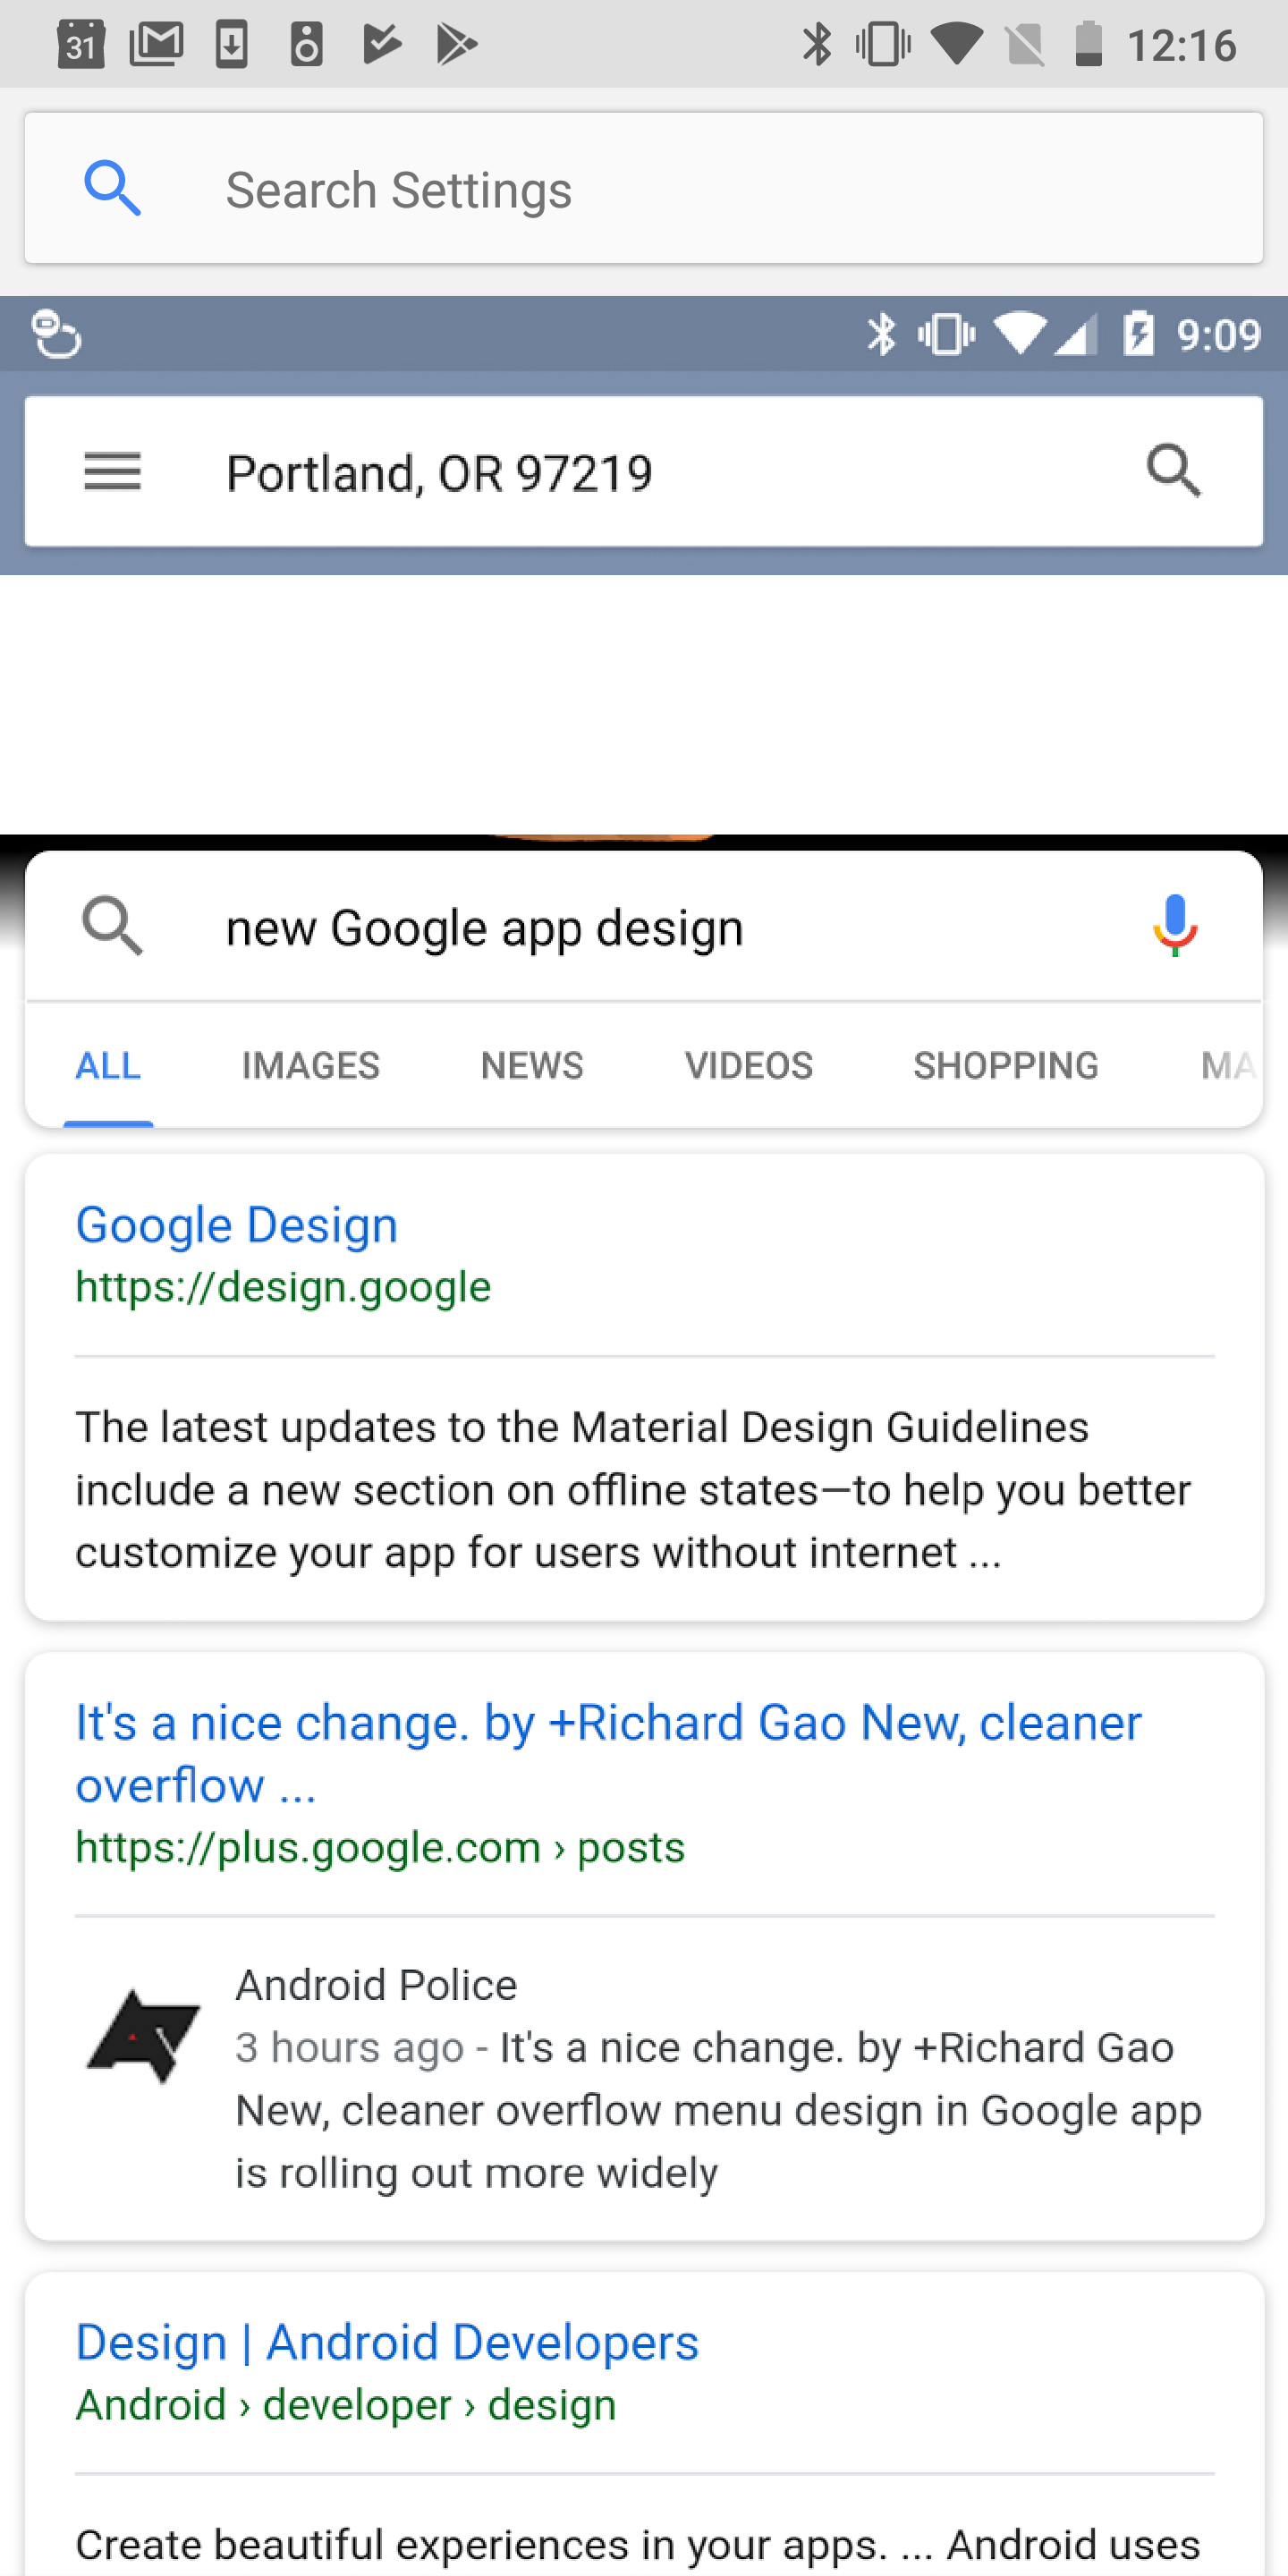 31 12:16
Search Settings
9:09
Portland, OR 97219
new Google app design
ALL IMAGES NEWS VIDEOS SHOPPING MA
Google Design
https://design.google
The latest updates to the Material Design Guidelines
include a new section on offline states—to help you better
customize your app for users without internet ...
It's a nice change. by +Richard Gao New, cleaner
overflow ...
https://plus.google.com › posts
Android Police
3 hours ago - It's a nice change. by +Richard Gao
New, cleaner overflow menu design in Google app
is rolling out more widely
Design | Android Developers
Android › developer › design
Create beautiful experiences in your apps. ... Android uses